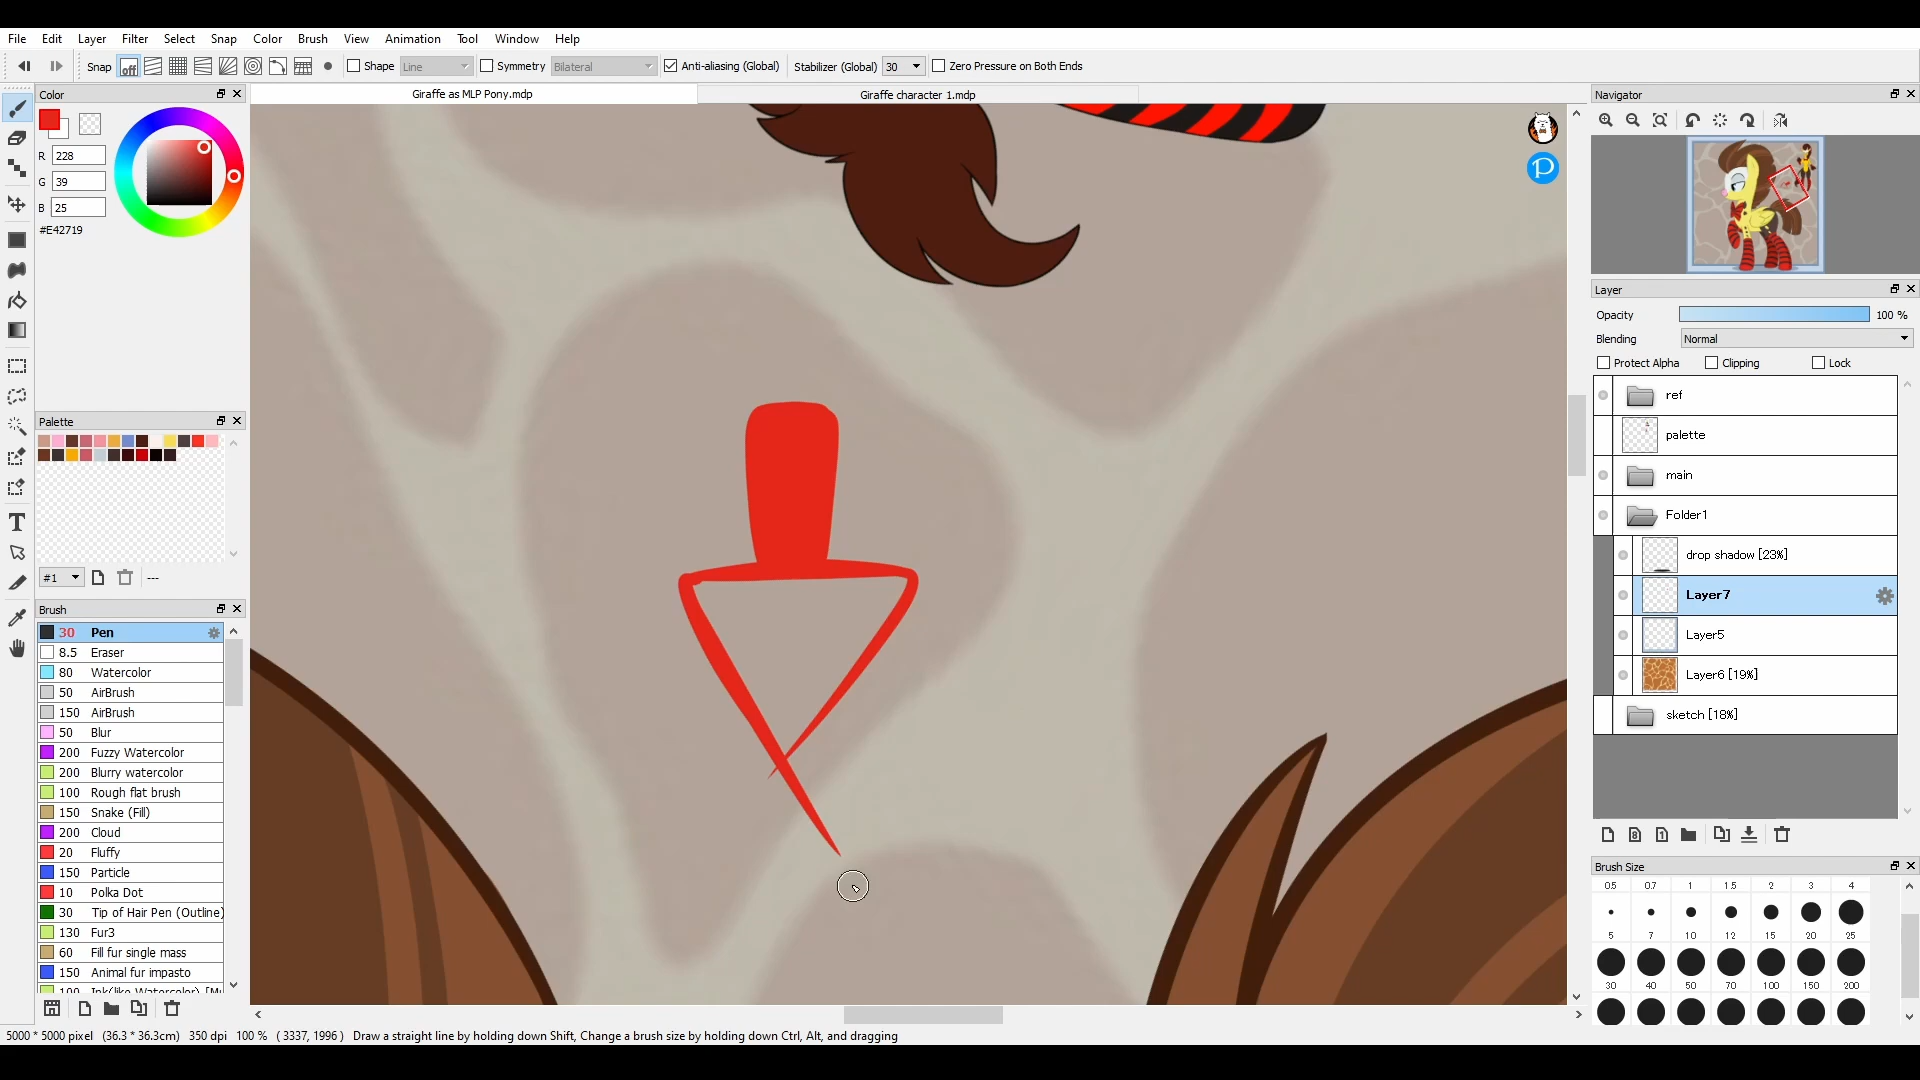 File Edit Layer Filter Select Snap Color Brush View Animation Tool Window Help
Snap off Shape Line Symmetry Bilateral Anti-aliasing (Global) Stabilizer (Global) 30 Zero Pressure on Both Ends
Color
R 228
G 39
B 25
#E42719
Palette
#1 ---
Brush
30 Pen
8.5 Eraser
80 Watercolor
50 AirBrush
150 AirBrush
50 Blur
200 Fuzzy Watercolor
200 Blurry watercolor
100 Rough flat brush
150 Snake (Fill)
200 Cloud
20 Fluffy
150 Particle
10 Polka Dot
30 Tip of Hair Pen (Outline)
130 Fur3
60 Fill fur single mass
150 Animal fur impasto
Giraffe as MLP Pony.mdp
Giraffe character 1.mdp
Navigator
Layer
Opacity 100 %
Blending Normal
Protect Alpha Clipping Lock
ref
palette
main
Folder1
drop shadow [23%]
Layer7
Layer5
Layer6 [19%]
sketch [18%]
Brush Size
0.5 0.7 1 1.5 2 3 4
5 7 10 12 15 20 25
30 40 50 70 100 150 200
5000 * 5000 pixel (36.3 * 36.3cm) 350 dpi 100 % ( 3337, 1996 ) Draw a straight line by holding down Shift, Change a brush size by holding down Ctrl, Alt, and dragging